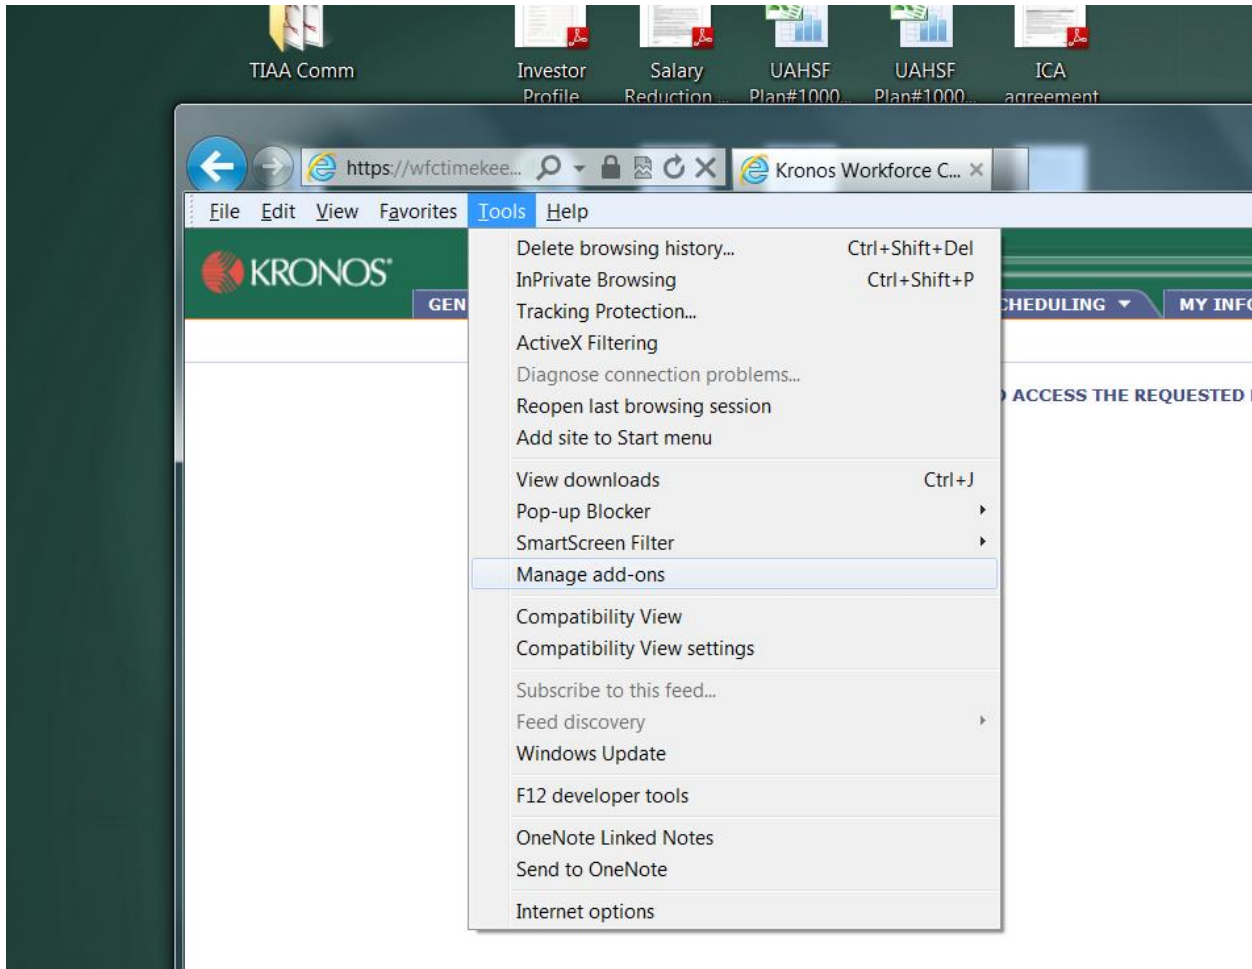 TIAA Comm
Investor Profile
Salary Reduction ...
UAHSF Plan#1000...
UAHSF Plan#1000...
ICA agreement
https://wfctimekee...
Kronos Workforce C...
File Edit View Favorites Tools Help
KRONOS
GEN
CHEDULING
MY INFO
ACCESS THE REQUESTED
Delete browsing history... Ctrl+Shift+Del
InPrivate Browsing Ctrl+Shift+P
Tracking Protection...
ActiveX Filtering
Diagnose connection problems...
Reopen last browsing session
Add site to Start menu
View downloads Ctrl+J
Pop-up Blocker
SmartScreen Filter
Manage add-ons
Compatibility View
Compatibility View settings
Subscribe to this feed...
Feed discovery
Windows Update
F12 developer tools
OneNote Linked Notes
Send to OneNote
Internet options